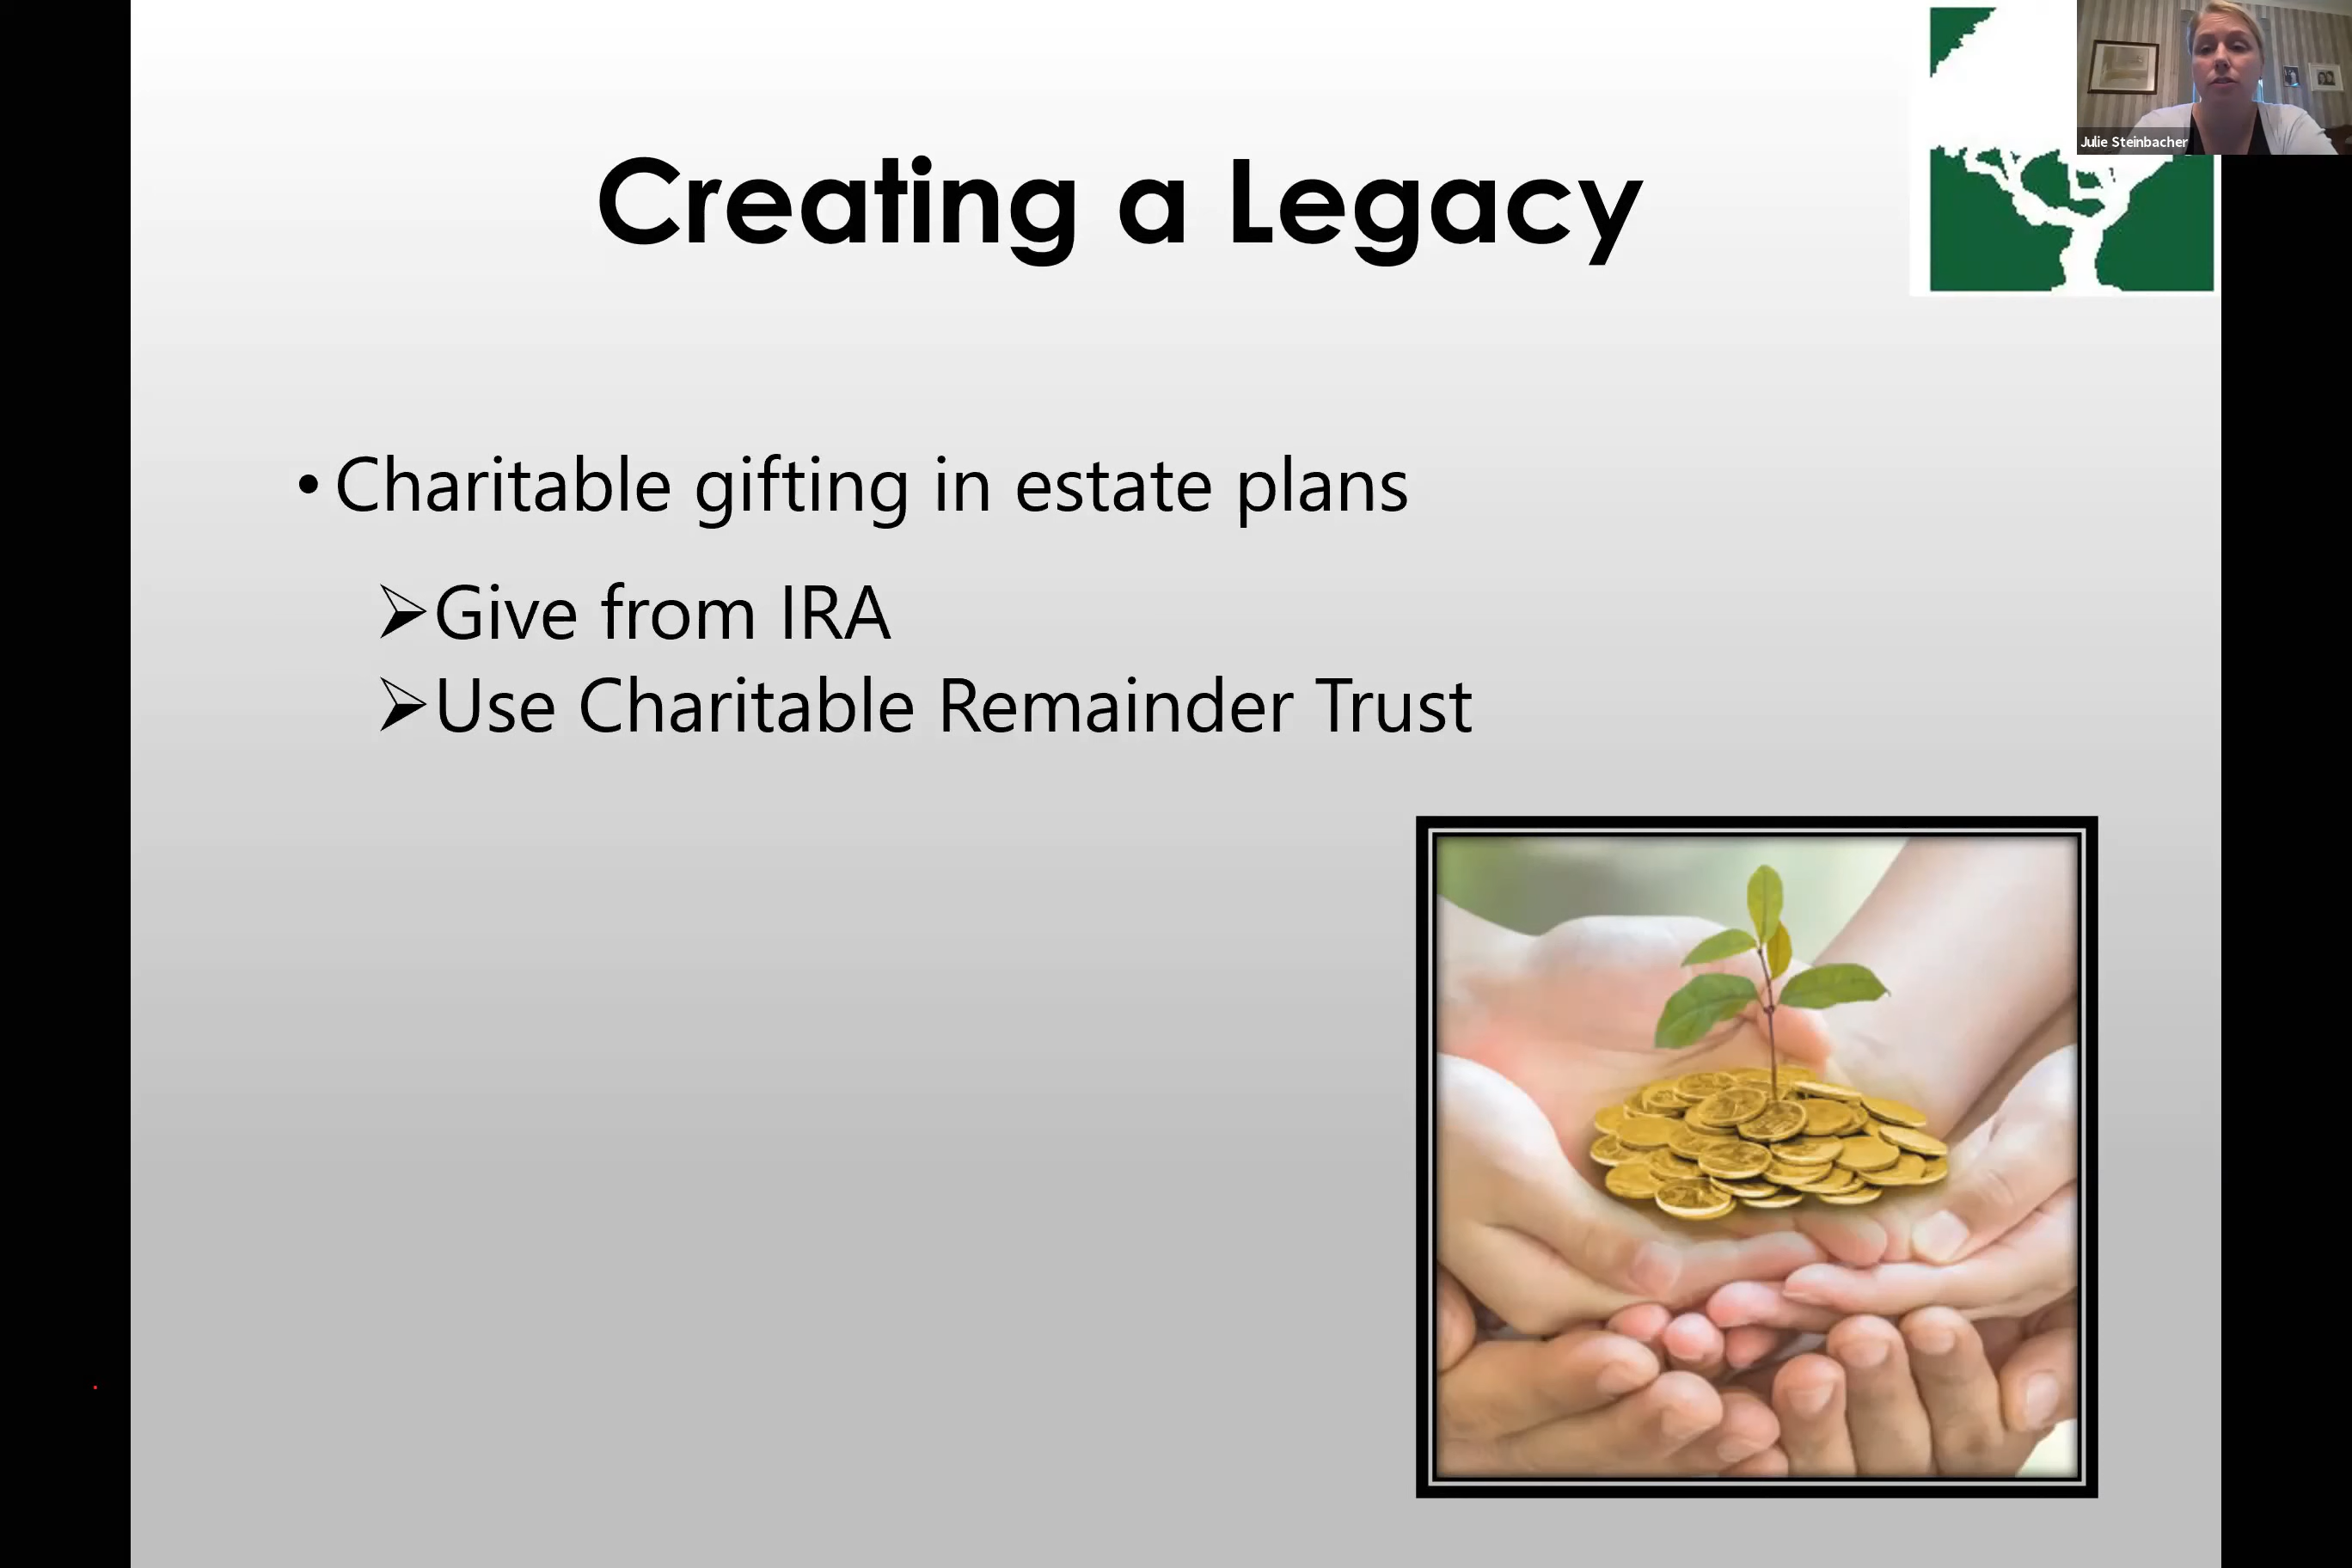 Creating a Legacy
Julie Steinbacher
• Charitable gifting in estate plans
➢Give from IRA
➢Use Charitable Remainder Trust